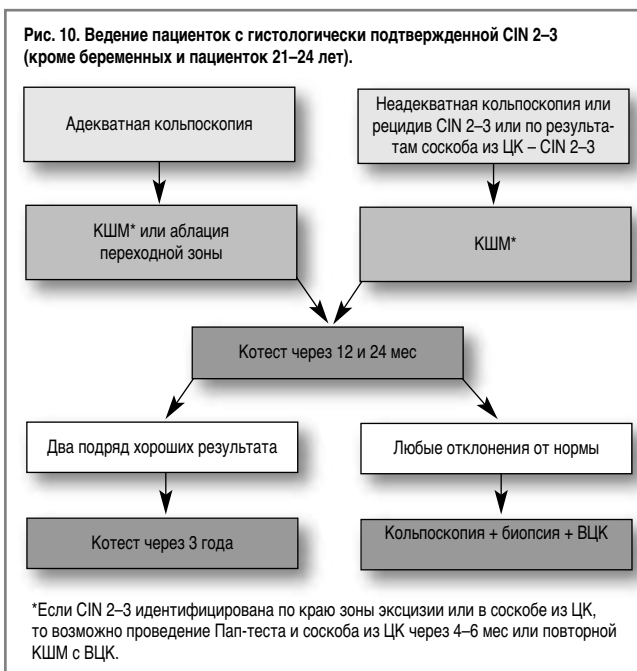 Рис. 10. Ведение пациенток с гистологически подтвержденной CIN 2–3
(кроме беременных и пациенток 21–24 лет).
Адекватная кольпоскопия
Неадекватная кольпоскопия или
рецидив CIN 2–3 или по результа-
там соскоба из ЦК – CIN 2–3
КШМ* или аблация
переходной зоны
КШМ*
Котест через 12 и 24 мес
Два подряд хороших результата
Любые отклонения от нормы
Котест через 3 года
Кольпоскопия + биопсия + ВЦК
*Если CIN 2–3 идентифицирована по краю зоны эксцизии или в соскобе из ЦК,
то возможно проведение Пап-теста и соскоба из ЦК через 4–6 мес или повторной
КШМ с ВЦК.